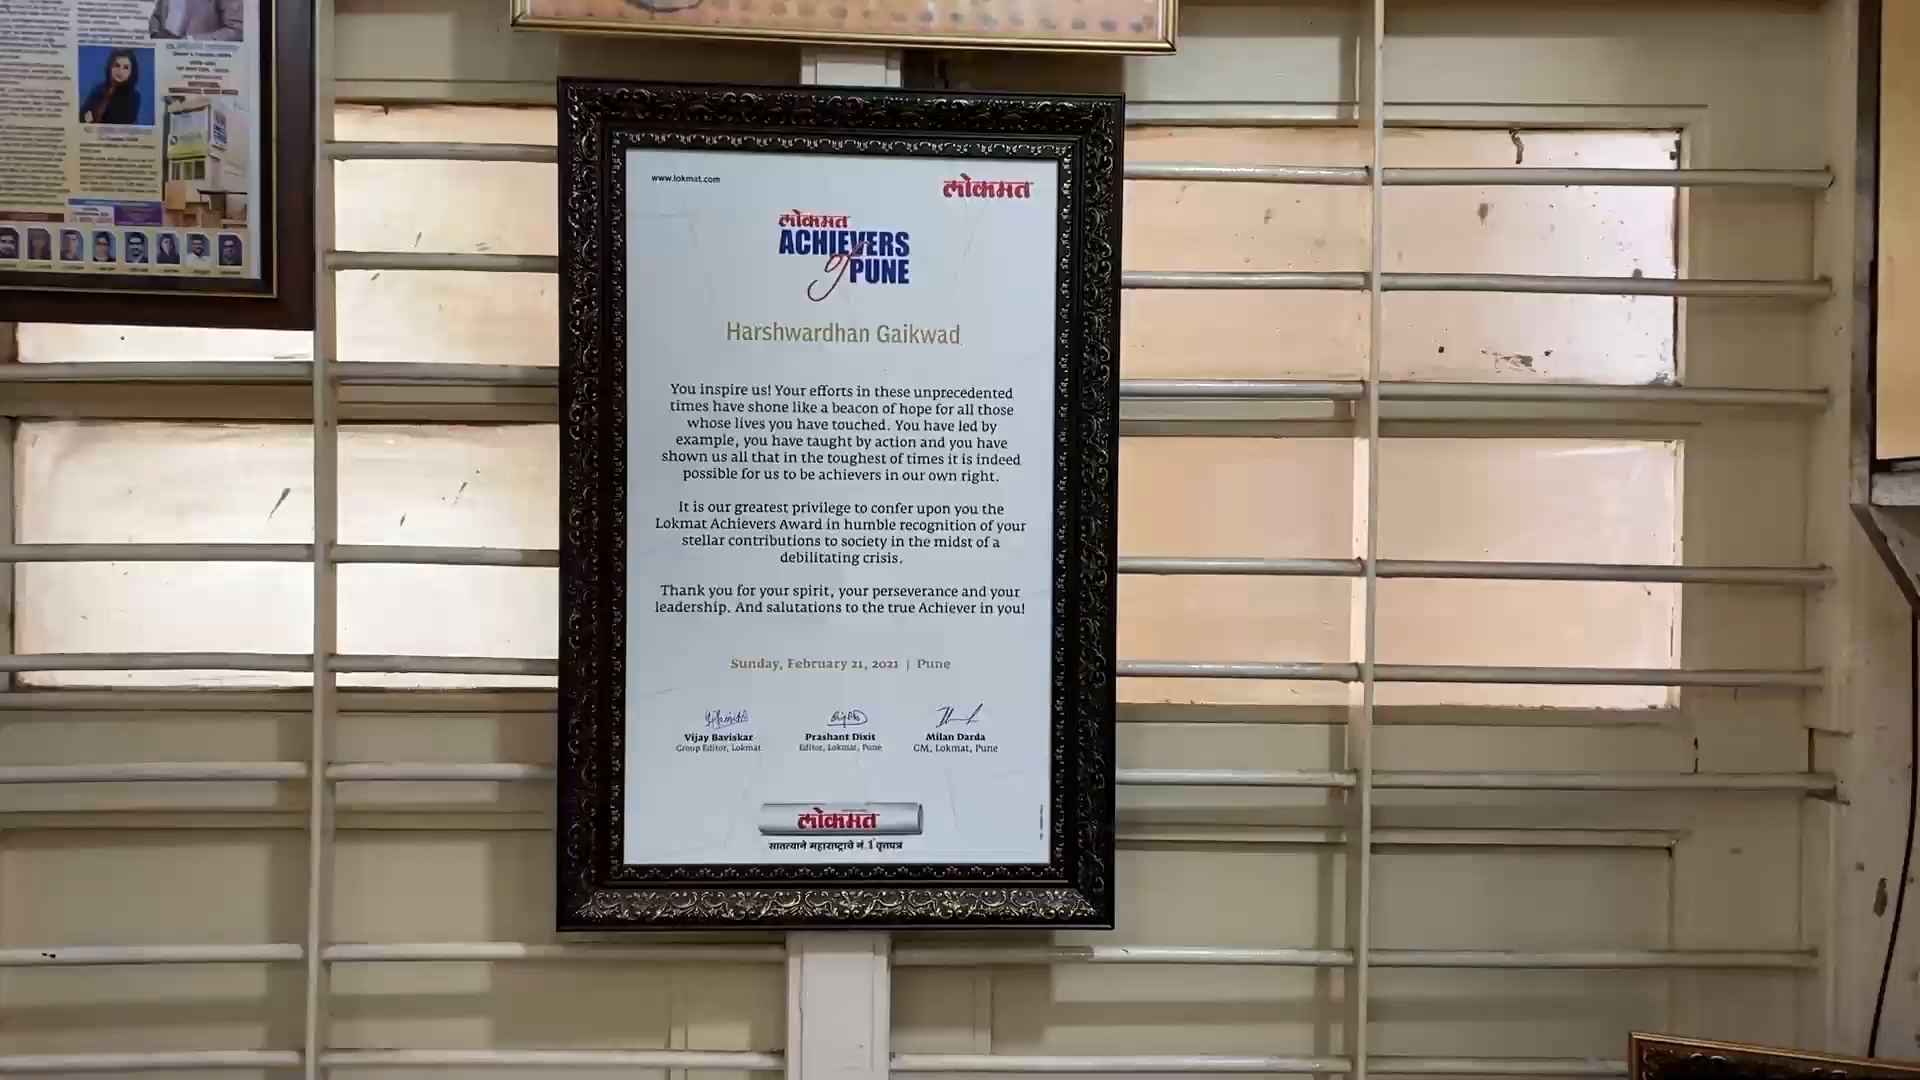 www.lokmat.com
लोकमत
लोकमत
ACHIEVERS
of PUNE
Harshwardhan Gaikwad
You inspire us! Your efforts in these unprecedented
times have shone like a beacon of hope for all those
whose lives you have touched. You have led by
example, you have taught by action and you have
shown us all that in the toughest of times it is indeed
possible for us to be achievers in our own right.
It is our greatest privilege to confer upon you the
Lokmat Achievers Award in humble recognition of your
stellar contributions to society in the midst of a
debilitating crisis.
Thank you for your spirit, your perseverance and your
leadership. And salutations to the true Achiever in you!
Sunday, February 21, 2021 | Pune
Vijay Baviskar
Group Editor, Lokmat
Prashant Dixit
Editor, Lokmat, Pune
Milan Darda
GM, Lokmat, Pune
लोकमत
सातत्याने महाराष्ट्राचे नं.1 वृत्तपत्र